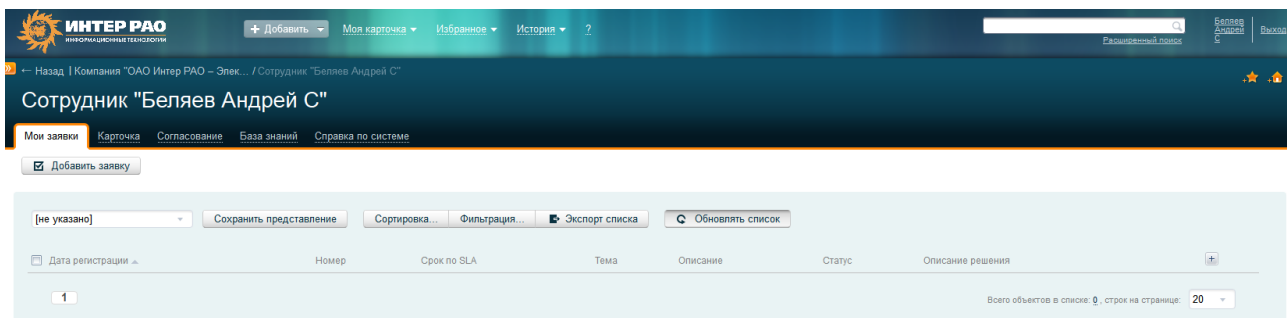 ИНТЕР РАО
ИНФОРМАЦИОННЫЕ ТЕХНОЛОГИИ
+ Добавить Моя карточка Избранное История ?
Расширенный поиск
Беляев
Андрей
С
Выход
← Назад | Компания "ОАО Интер РАО – Элек... / Сотрудник "Беляев Андрей С"
Сотрудник "Беляев Андрей С"
Мои заявки Карточка Согласование База знаний Справка по системе
Добавить заявку
[не указано] Сохранить представление Сортировка... Фильтрация... Экспорт списка Обновлять список
Дата регистрации Номер Срок по SLA Тема Описание Статус Описание решения +
1 Всего объектов в списке: 0 , строк на странице: 20